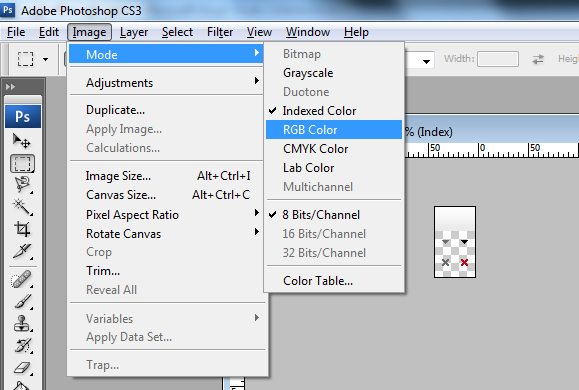 Ps Adobe Photoshop CS3
File Edit Image Layer Select Filter View Window Help
Mode
Adjustments
Duplicate...
Apply Image...
Calculations...
Image Size... Alt+Ctrl+I
Canvas Size... Alt+Ctrl+C
Pixel Aspect Ratio
Rotate Canvas
Crop
Trim...
Reveal All
Variables
Apply Data Set...
Trap...
Bitmap
Grayscale
Duotone
Indexed Color
RGB Color
CMYK Color
Lab Color
Multichannel
8 Bits/Channel
16 Bits/Channel
32 Bits/Channel
Color Table...
Width:
Ps
% (Index)
50 0 50